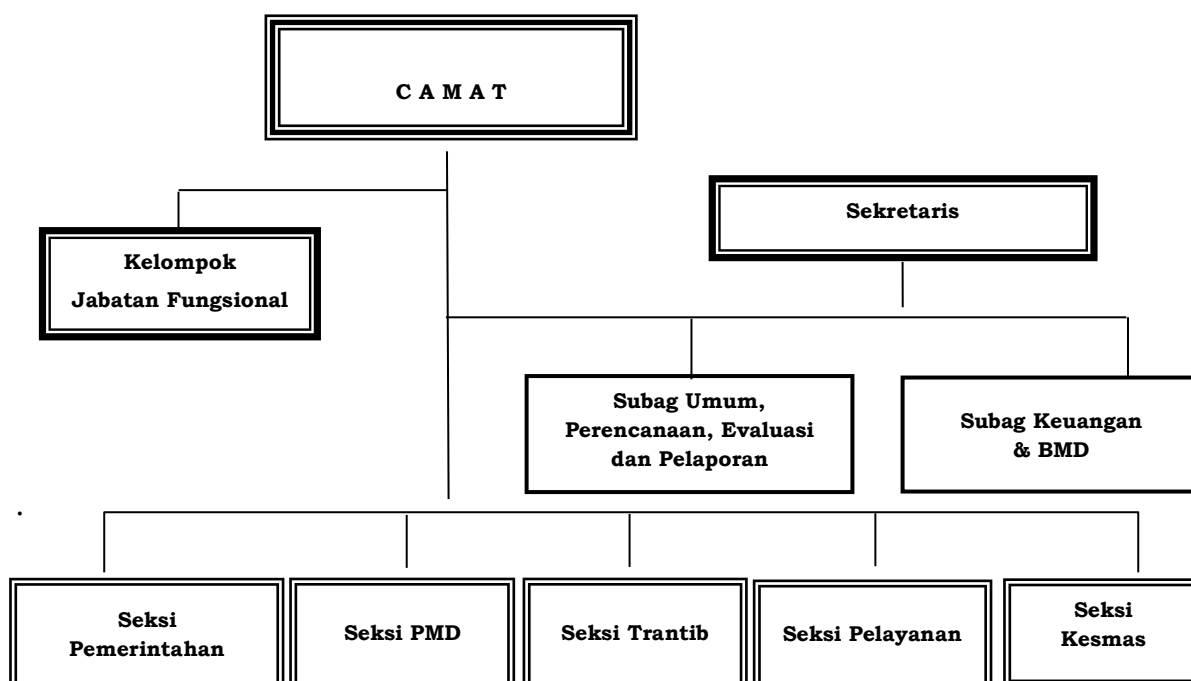 C A M A T
Sekretaris
Kelompok
Jabatan Fungsional
Subag Umum,
Perencanaan, Evaluasi
dan Pelaporan
Subag Keuangan
& BMD
.
Seksi
Pemerintahan
Seksi PMD
Seksi Trantib
Seksi Pelayanan
Seksi
Kesmas